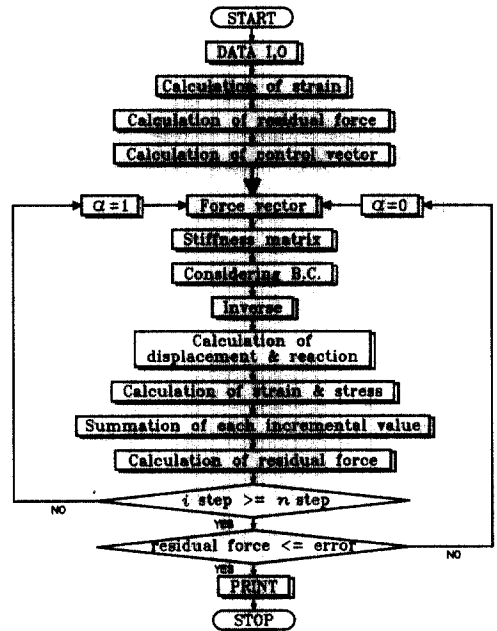 START
DATA I,O
Calculation of strain
Calculation of residual force
Calculation of control vector
α=1
Force vector
α=0
Stiffness matrix
Considering B.C.
Inverse
Calculation of
displacement & reaction
Calculation of strain & stress
Summation of each incremental value
Calculation of residual force
i step >= n step
NO
YES
residual force <= error
NO
YES
PRINT
STOP